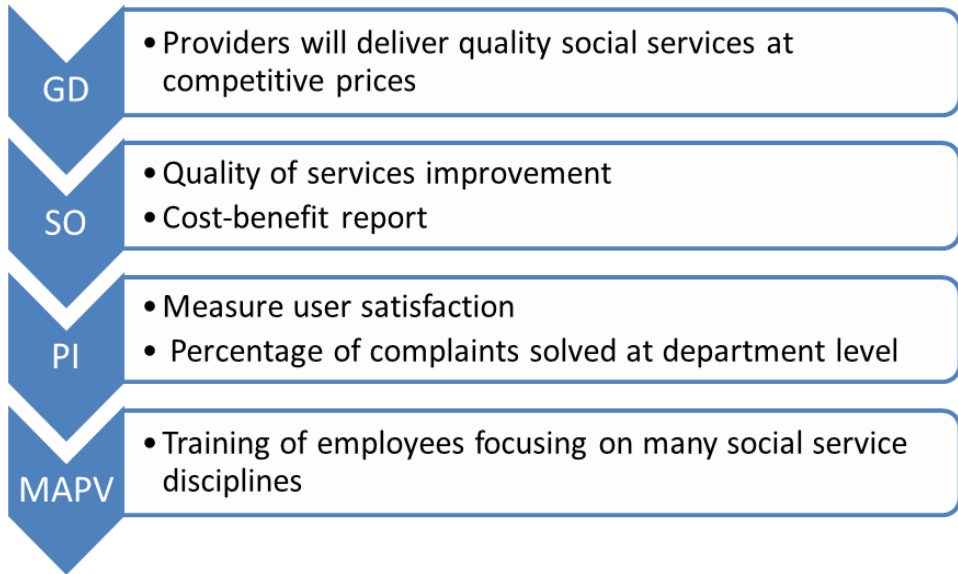 GD
• Providers will deliver quality social services at
competitive prices
SO
• Quality of services improvement
• Cost-benefit report
PI
• Measure user satisfaction
• Percentage of complaints solved at department level
MAPV
• Training of employees focusing on many social service
disciplines